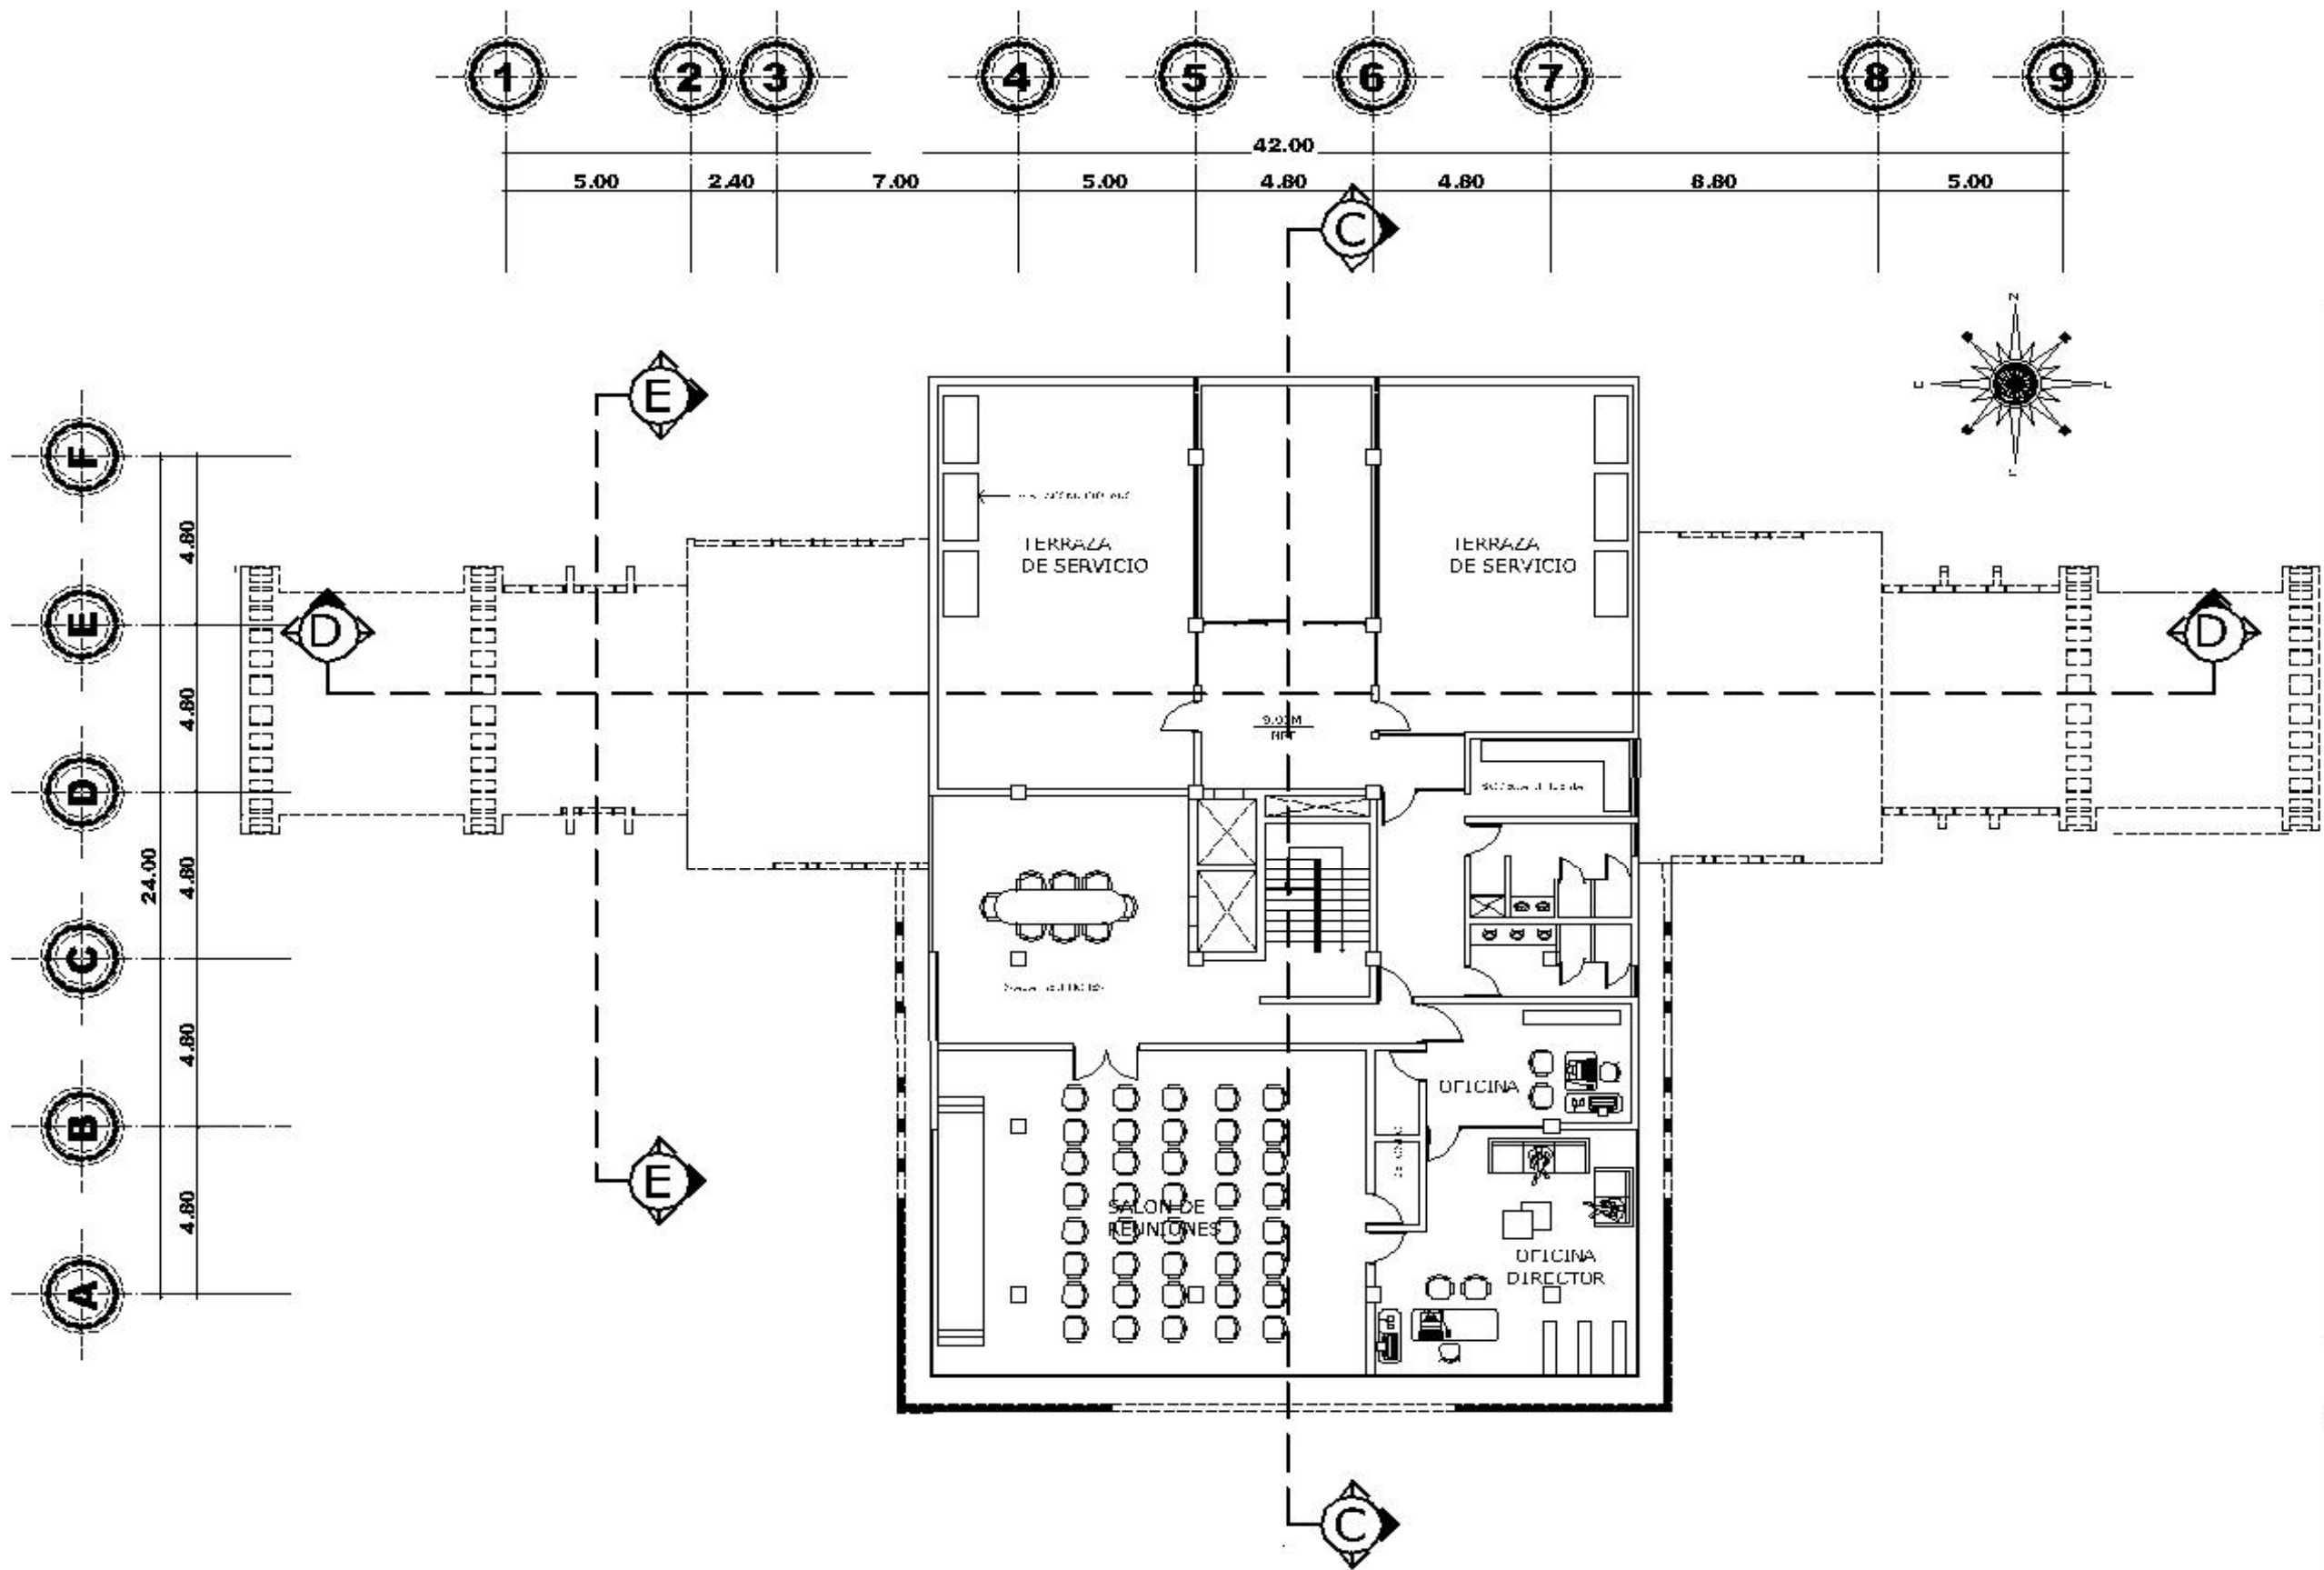 1 2 3 4 5 6 7 8 9
42.00
5.00 2.40 7.00 5.00 4.80 4.80 8.80 5.00
C
N
E
F
TERRAZA
DE SERVICIO
TERRAZA
DE SERVICIO
4.80
E
D
D
4.80
NPT
D
24.00
4.80
C
4.80
OFICINA
B
E
4.80
SALON DE
REUNIONES
OFICINA
DIRECTOR
A
C